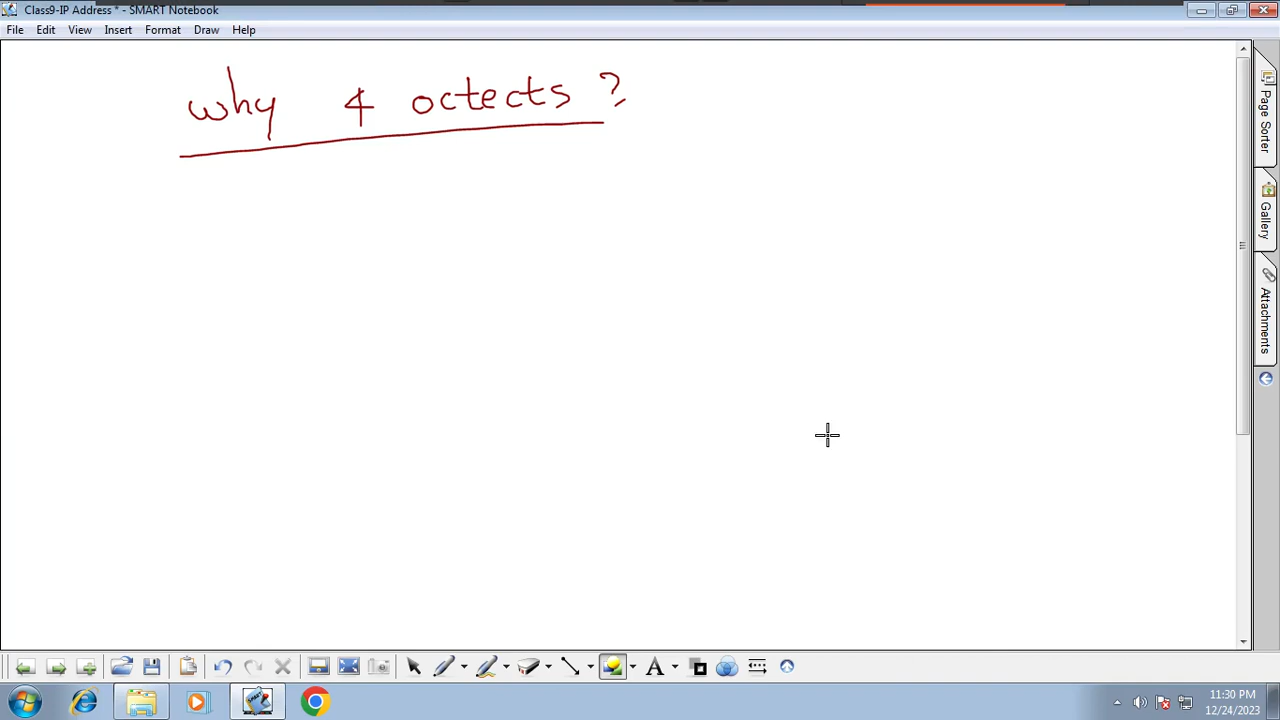 Class9-IP Address * - SMART Notebook
File Edit View Insert Format Draw Help
why 4 octects ?
Page Sorter
Gallery
Attachments
A
11:30 PM
12/24/2023